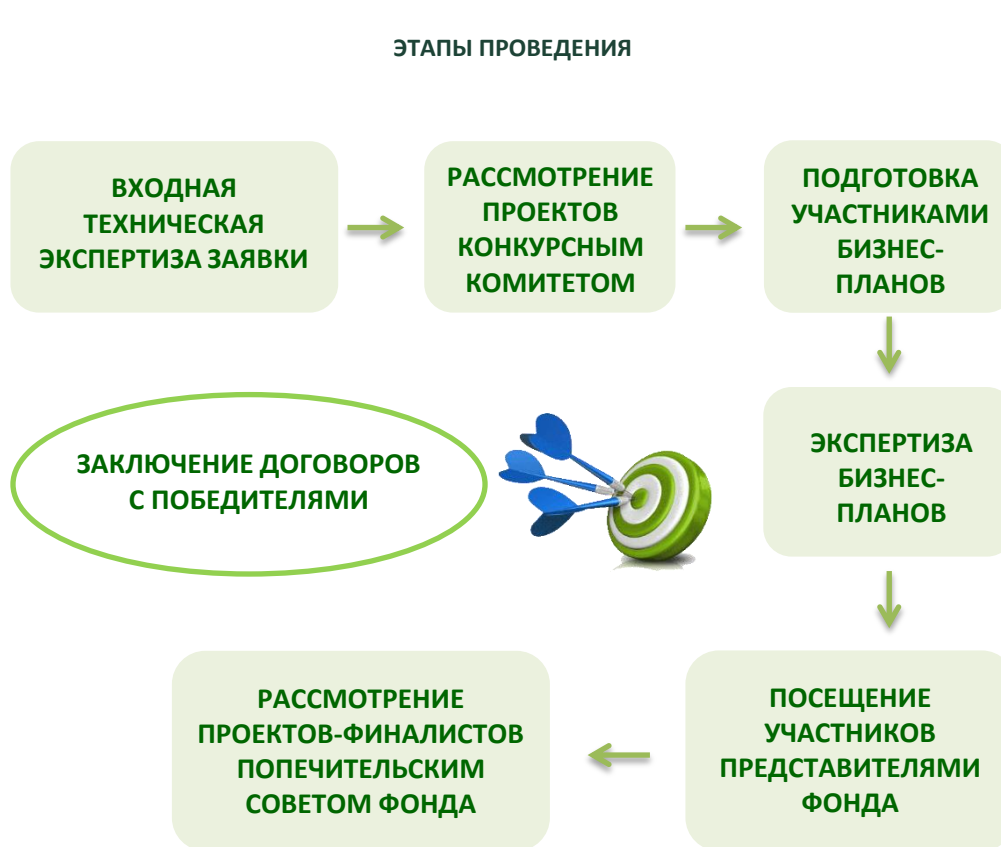 ЭТАПЫ ПРОВЕДЕНИЯ
ВХОДНАЯ
ТЕХНИЧЕСКАЯ
ЭКСПЕРТИЗА ЗАЯВКИ
РАССМОТРЕНИЕ
ПРОЕКТОВ
КОНКУРСНЫМ
КОМИТЕТОМ
ПОДГОТОВКА
УЧАСТНИКАМИ
БИЗНЕС-
ПЛАНОВ
ЭКСПЕРТИЗА
БИЗНЕС-
ПЛАНОВ
ПОСЕЩЕНИЕ
УЧАСТНИКОВ
ПРЕДСТАВИТЕЛЯМИ
ФОНДА
РАССМОТРЕНИЕ
ПРОЕКТОВ-ФИНАЛИСТОВ
ПОПЕЧИТЕЛЬСКИМ
СОВЕТОМ ФОНДА
ЗАКЛЮЧЕНИЕ ДОГОВОРОВ
С ПОБЕДИТЕЛЯМИ